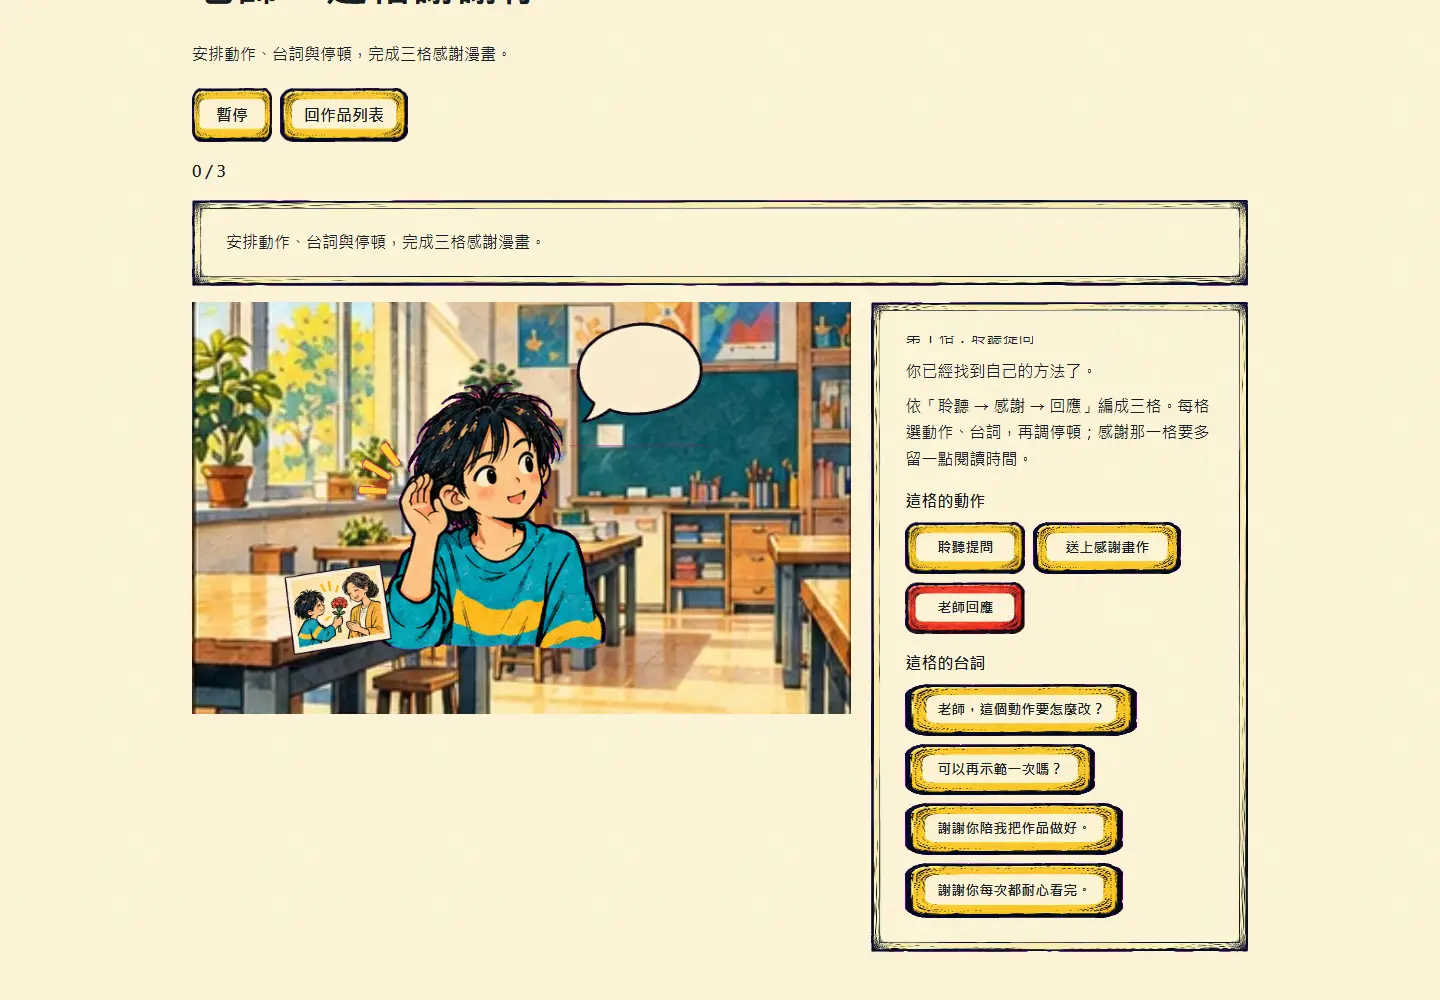 安排動作、台詞與停頓，完成三格感謝漫畫。
暫停
回作品列表
0 / 3
安排動作、台詞與停頓，完成三格感謝漫畫。
你已經找到自己的方法了。
依「聆聽 → 感謝 → 回應」編成三格。每格
選動作、台詞，再調停頓；感謝那一格要多
留一點閱讀時間。
這格的動作
聆聽提問
送上感謝畫作
老師回應
這格的台詞
老師，這個動作要怎麼改？
可以再示範一次嗎？
謝謝你陪我把作品做好。
謝謝你每次都耐心看完。